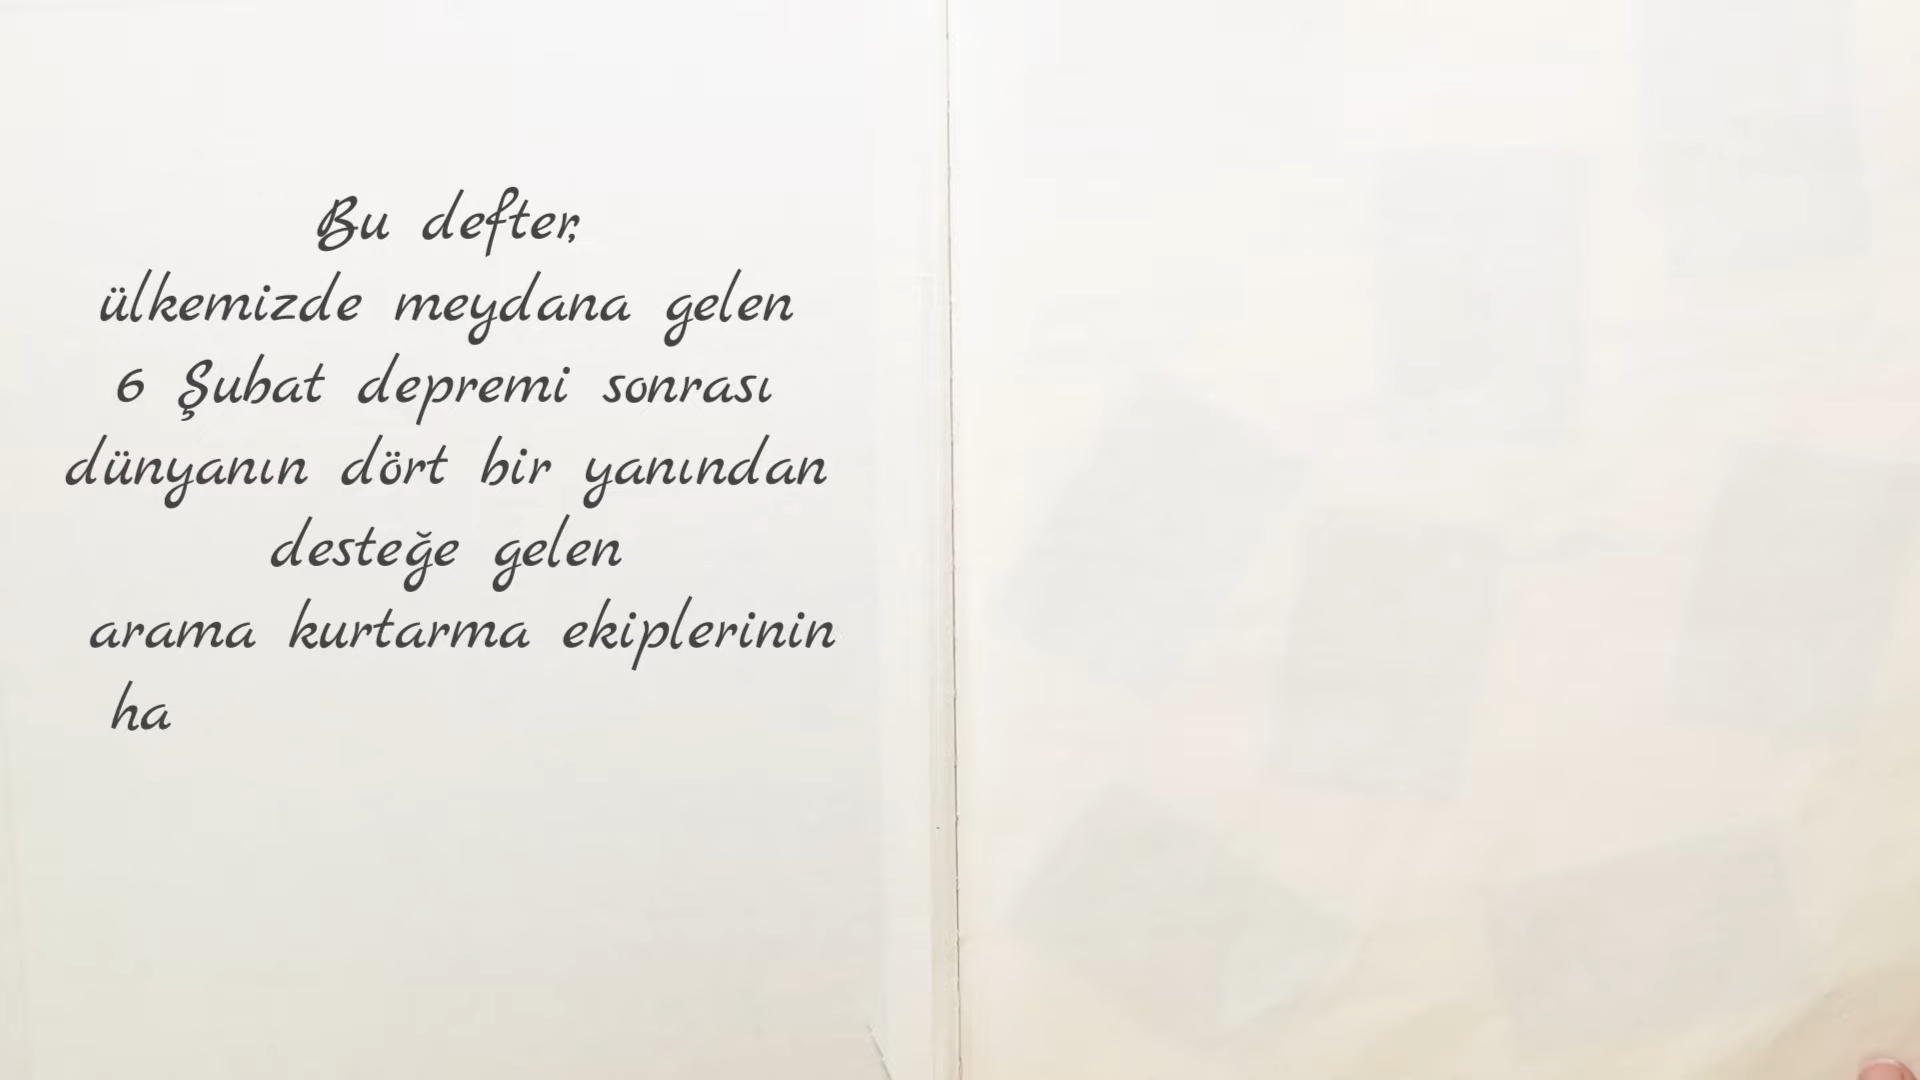 Bu defter,
ülkemizde meydana gelen
6 Şubat depremi sonrası
dünyanın dört bir yanından
desteğe gelen
arama kurtarma ekiplerinin
ha